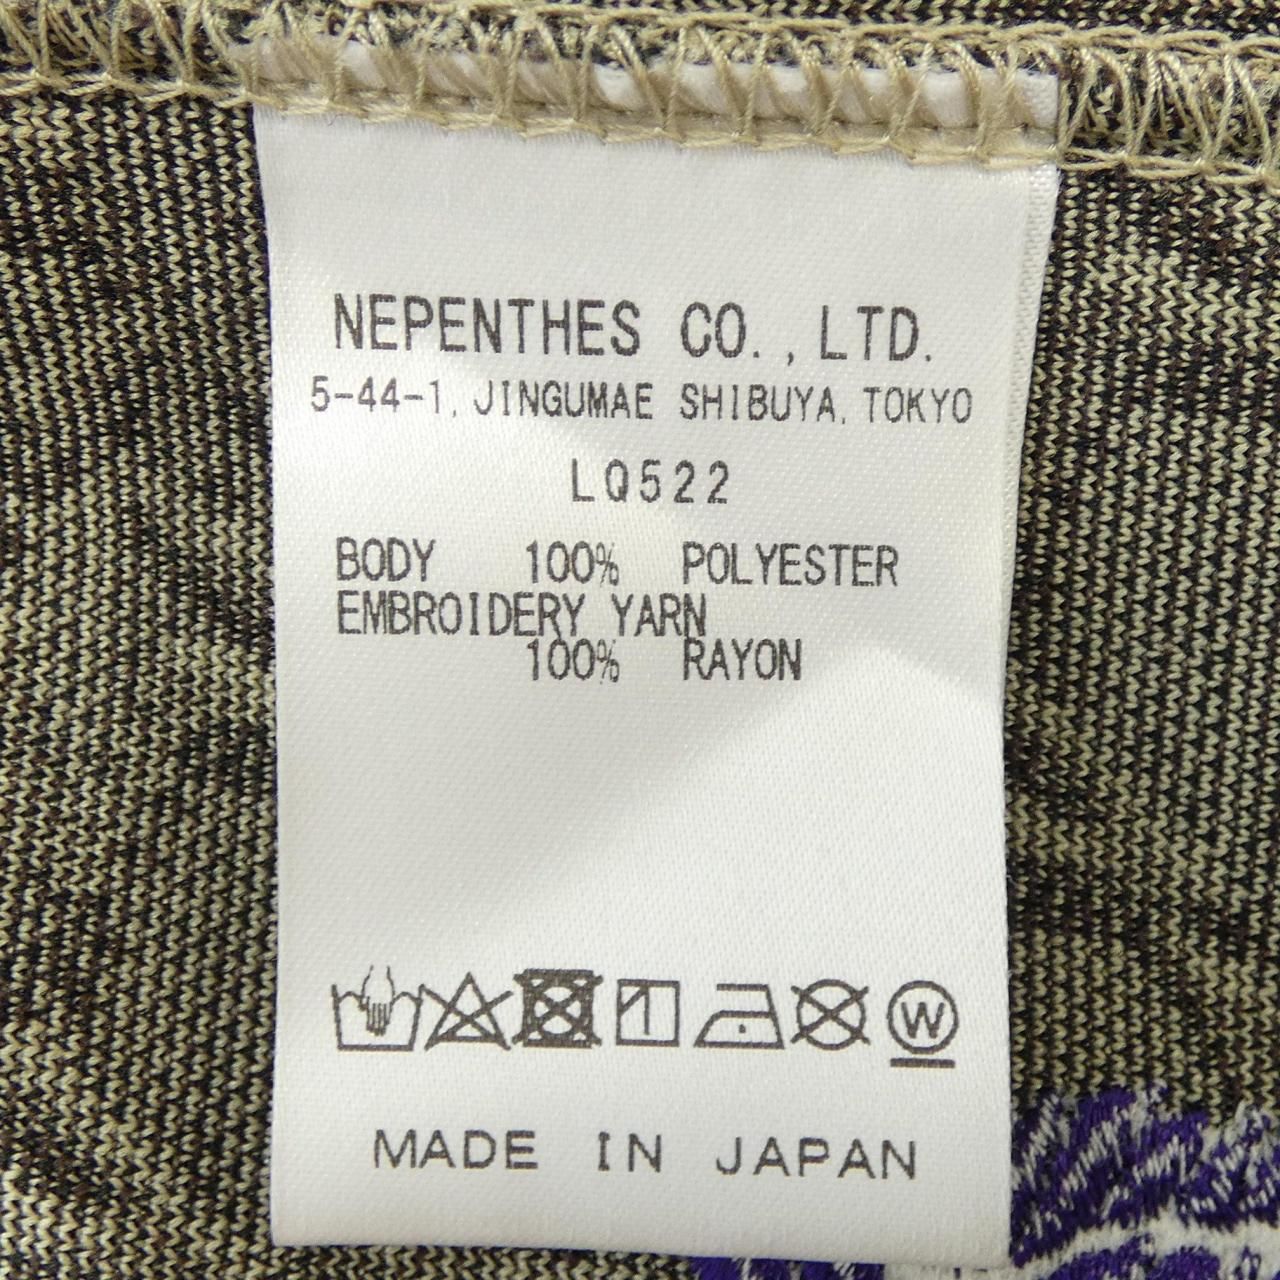 NEPENTHES CO., LTD.
5-44-1, JINGUMAE SHIBUYA, TOKYO
LQ522
BODY 100% POLYESTER
EMBROIDERY YARN
100% RAYON
W
MADE IN JAPAN